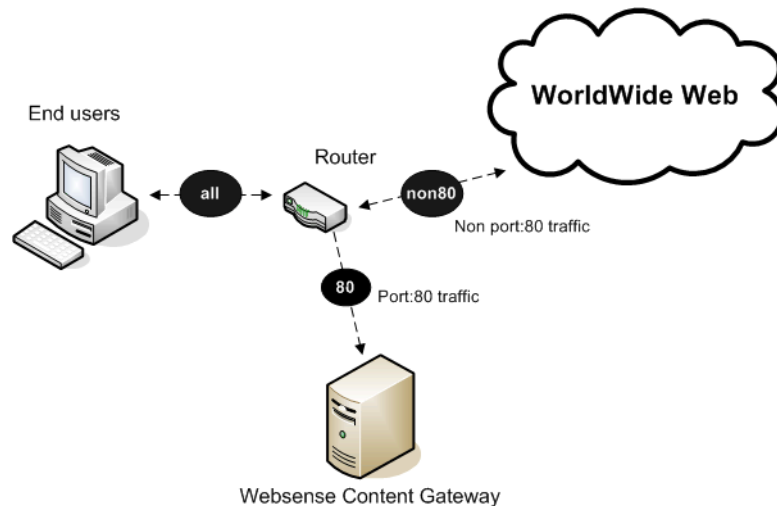 WorldWide Web
End users
Router
all
non80
Non port:80 traffic
80
Port:80 traffic
Websense Content Gateway